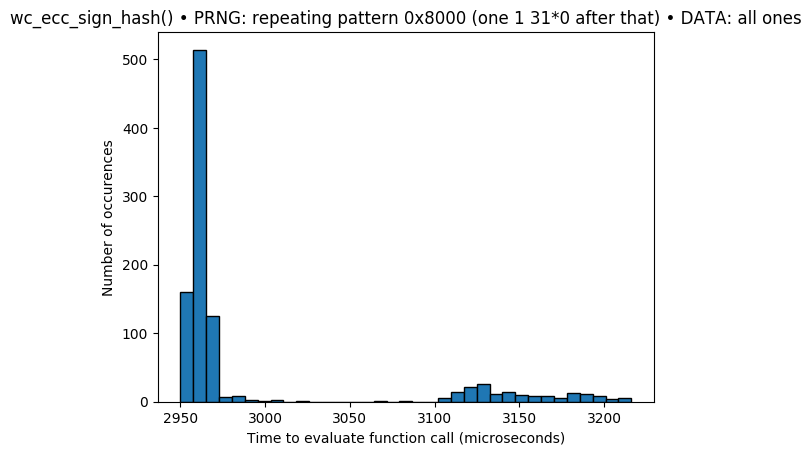 wc_ecc_sign_hash() • PRNG: repeating pattern 0x8000 (one 1 31*0 after that) • DATA: all ones
500
400
300
200
100
0
Number of occurences
2950 3000 3050 3100 3150 3200
Time to evaluate function call (microseconds)